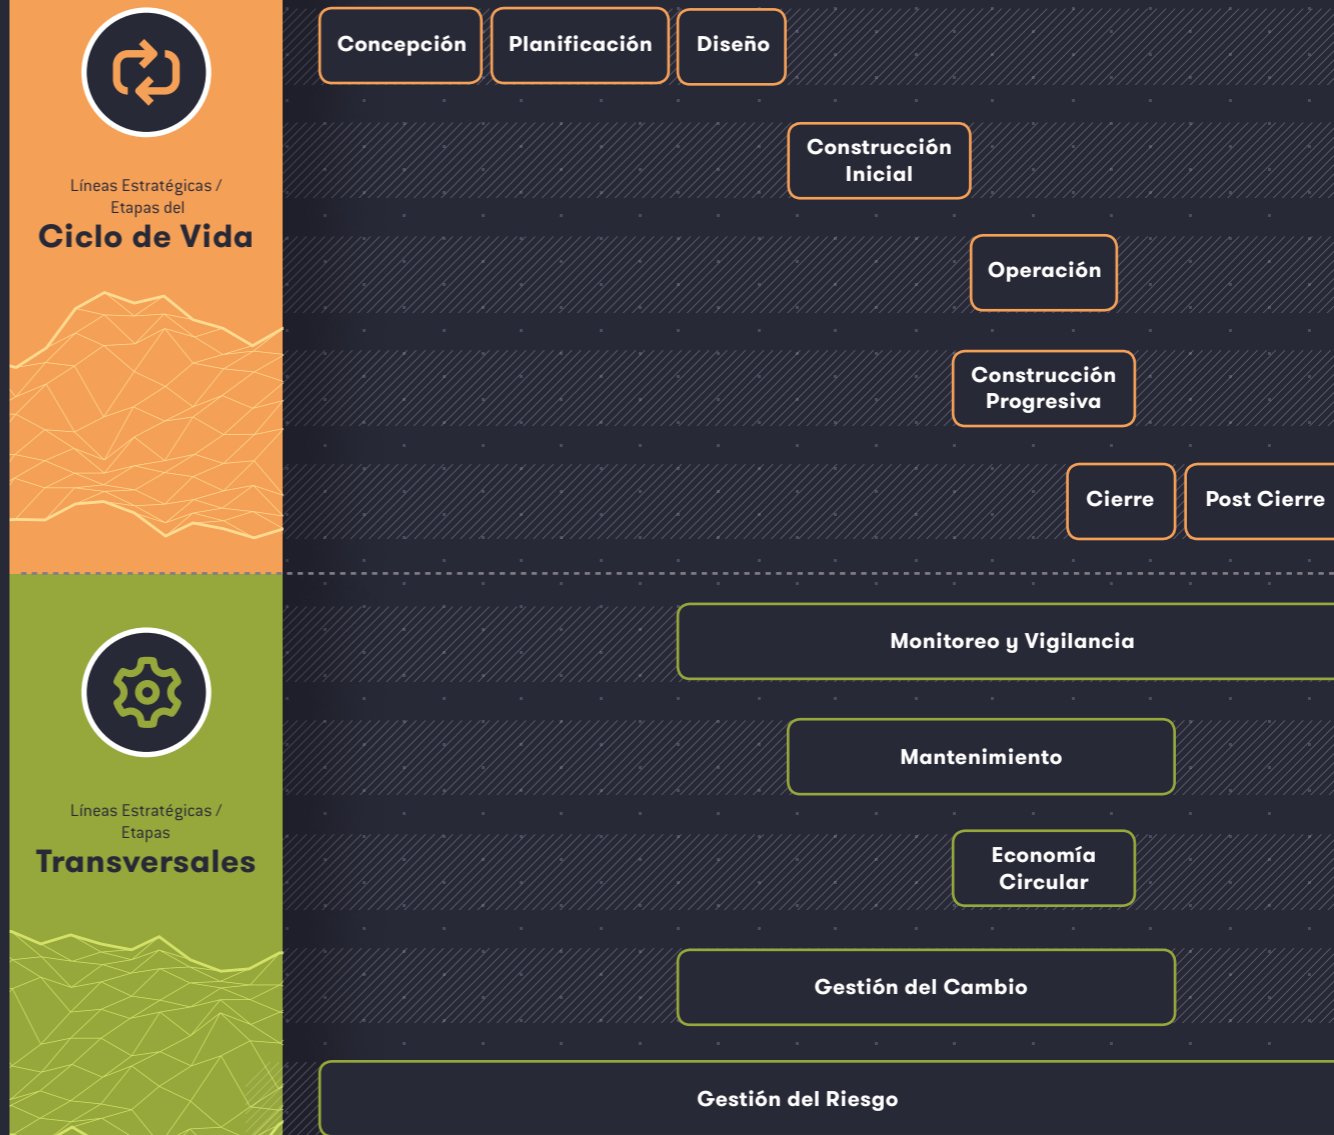 Líneas Estratégicas /
Etapas del
Ciclo de Vida
Concepción
Planificación
Diseño
Construcción
Inicial
Operación
Construcción
Progresiva
Cierre
Post Cierre
Líneas Estratégicas /
Etapas
Transversales
Monitoreo y Vigilancia
Mantenimiento
Economía
Circular
Gestión del Cambio
Gestión del Riesgo